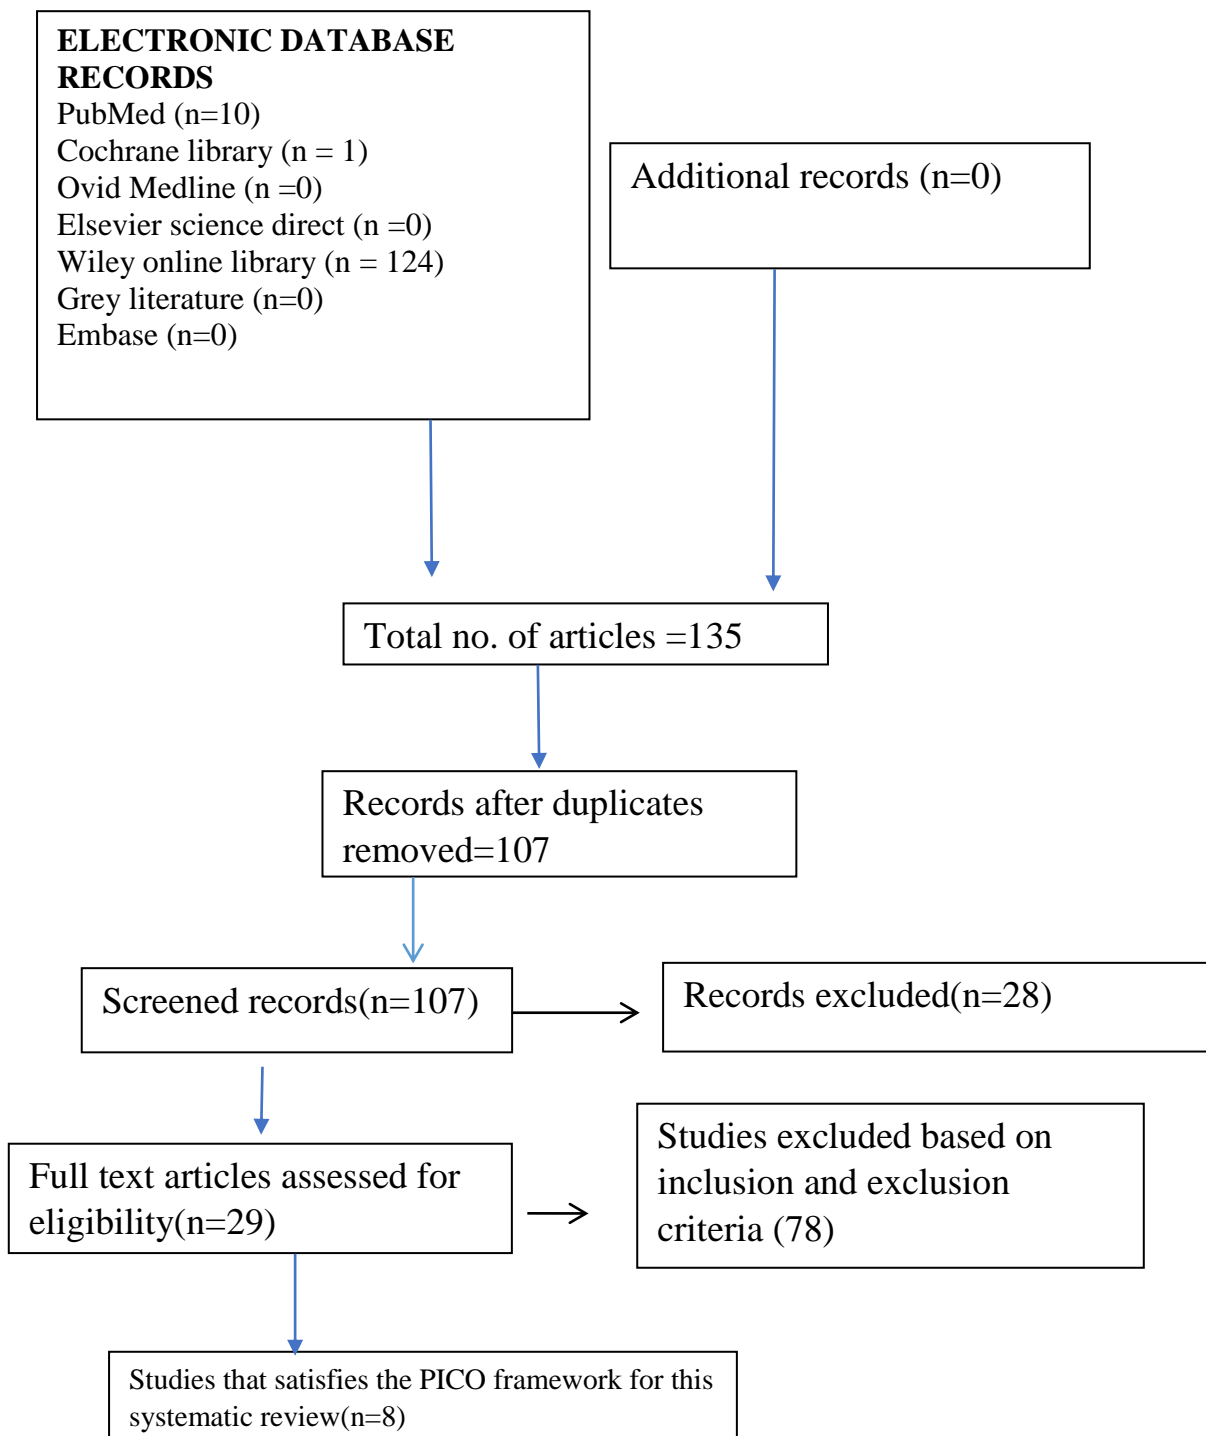 ELECTRONIC DATABASE
RECORDS
PubMed (n=10)
Cochrane library (n = 1)
Ovid Medline (n =0)
Elsevier science direct (n =0)
Wiley online library (n = 124)
Grey literature (n=0)
Embase (n=0)
Additional records (n=0)
Total no. of articles =135
Records after duplicates
removed=107
Screened records(n=107)
Records excluded(n=28)
Full text articles assessed for
eligibility(n=29)
Studies excluded based on
inclusion and exclusion
criteria (78)
Studies that satisfies the PICO framework for this
systematic review(n=8)